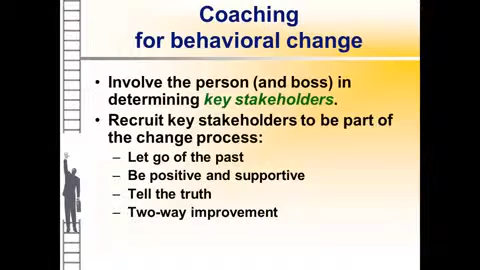 Coaching
for behavioral change
• Involve the person (and boss) in
determining key stakeholders.
• Recruit key stakeholders to be part of
the change process:
– Let go of the past
– Be positive and supportive
– Tell the truth
– Two-way improvement